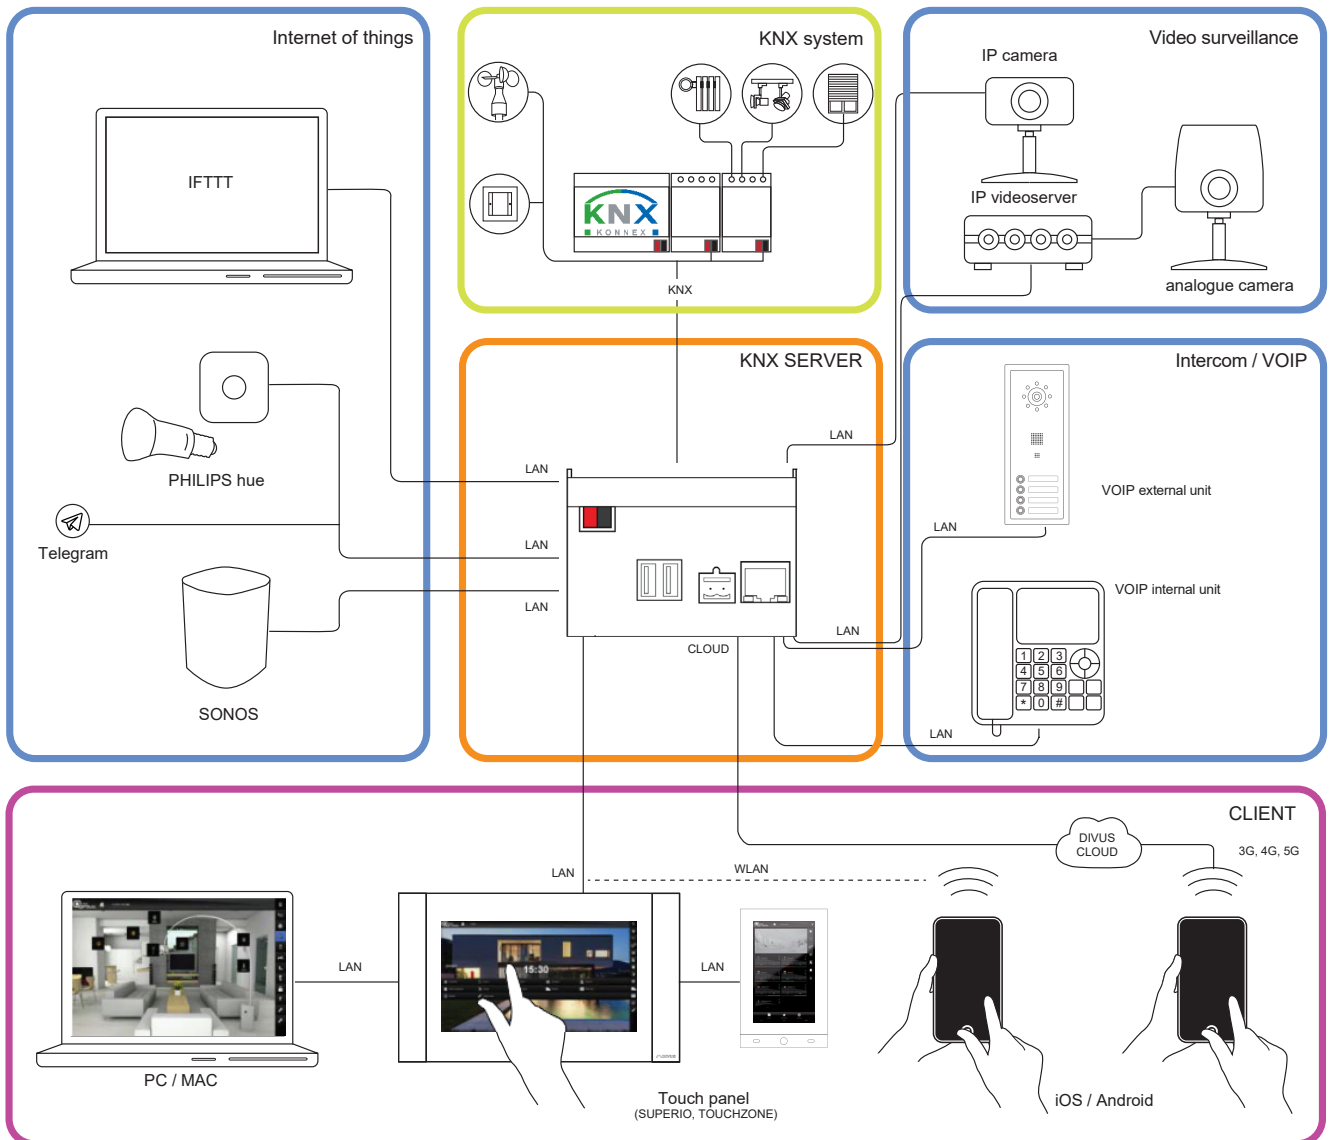 Internet of things
IFTTT
PHILIPS hue
Telegram
SONOS
LAN
LAN
LAN
KNX system
KNX
KONNEX
KNX
KNX SERVER
LAN
CLOUD
LAN
Video surveillance
IP camera
IP videoserver
analogue camera
Intercom / VOIP
VOIP external unit
LAN
VOIP internal unit
1 2 3
4 5 6
7 8 9
* 0 #
LAN
CLIENT
DIVUS
CLOUD
3G, 4G, 5G
LAN
WLAN
LAN
15:30
LAN
PC / MAC
Touch panel
(SUPERIO, TOUCHZONE)
iOS / Android